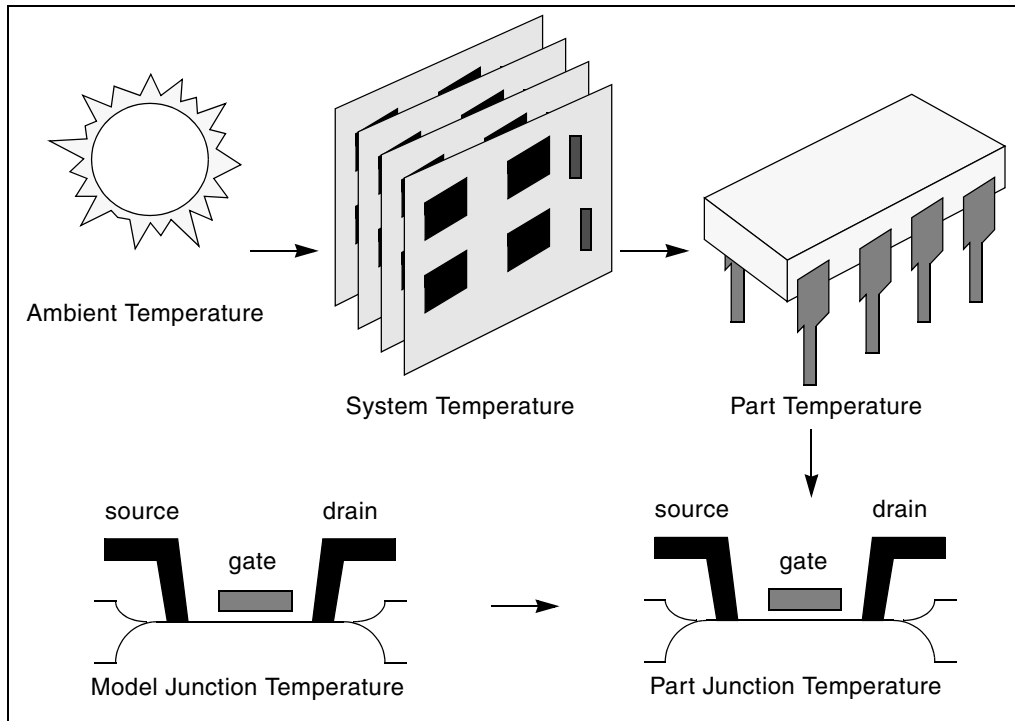 Ambient Temperature
System Temperature
Part Temperature
source
drain
gate
Model Junction Temperature
source
drain
gate
Part Junction Temperature